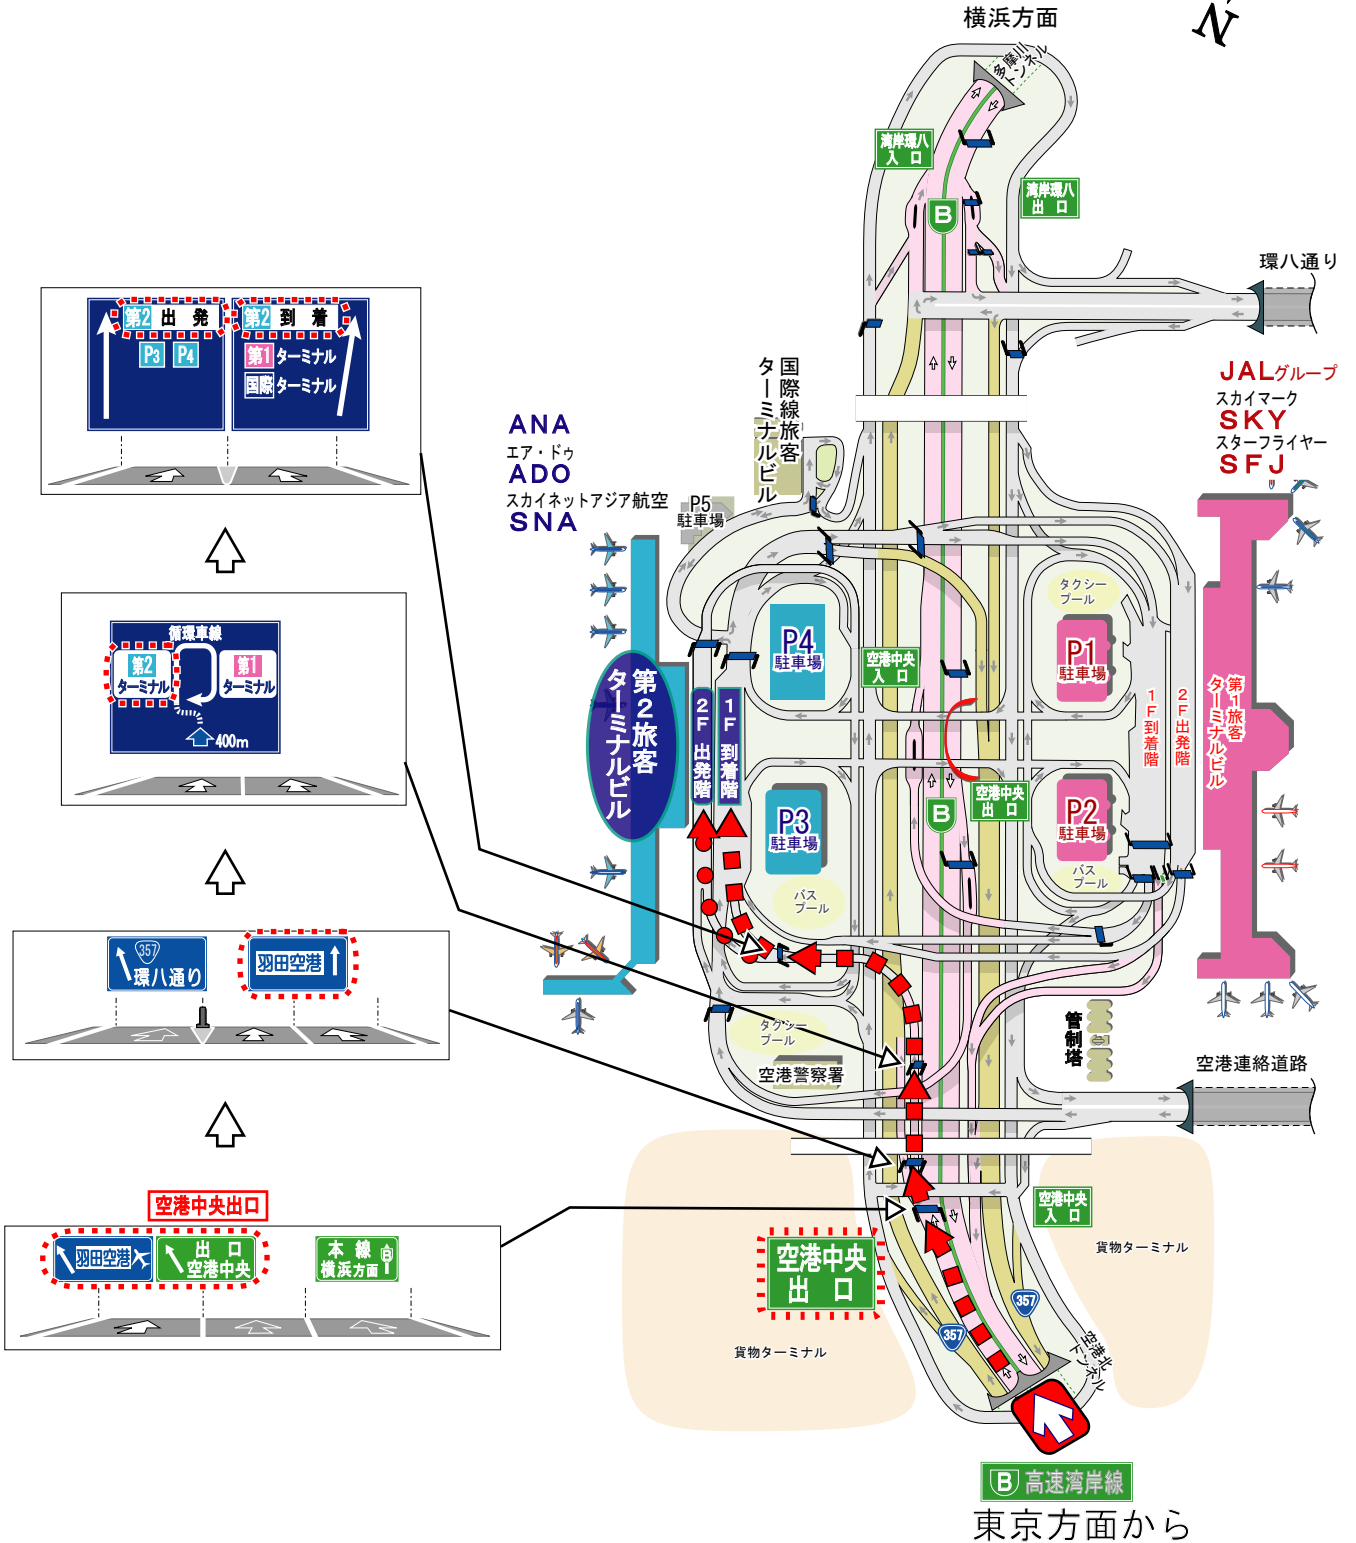 横浜方面
N
多摩川
トンネル
湾岸環八
入 口
湾岸環八
出 口
B
環八通り
第2 出 発
P3 P4
第2 到 着
第1 ターミナル
国際 ターミナル
国際線旅客
ターミナルビル
JALグループ
スカイマーク
SKY
スターフライヤー
SFJ
ANA
エア・ドゥ
ADO
スカイネットアジア航空
SNA
P5
駐車場
タクシー
プール
循環車線
第2
ターミナル
第1
ターミナル
400m
P4
駐車場
空港中央
入 口
P1
駐車場
第2旅客
ターミナルビル
2F 出発階
1F 到着階
1F到着階
2F出発階
第1旅客
ターミナルビル
空港中央
出 口
B
P3
駐車場
P2
駐車場
バス
プール
バス
プール
357
環八通り
羽田空港
タクシー
プール
空港警察署
管制塔
空港連絡道路
空港中央出口
羽田空港
出 口
空港中央
本 線
横浜方面
B
空港中央
入 口
空港中央
出 口
貨物ターミナル
貨物ターミナル
357
357
空港北
トンネル
B 高速湾岸線
東京方面から